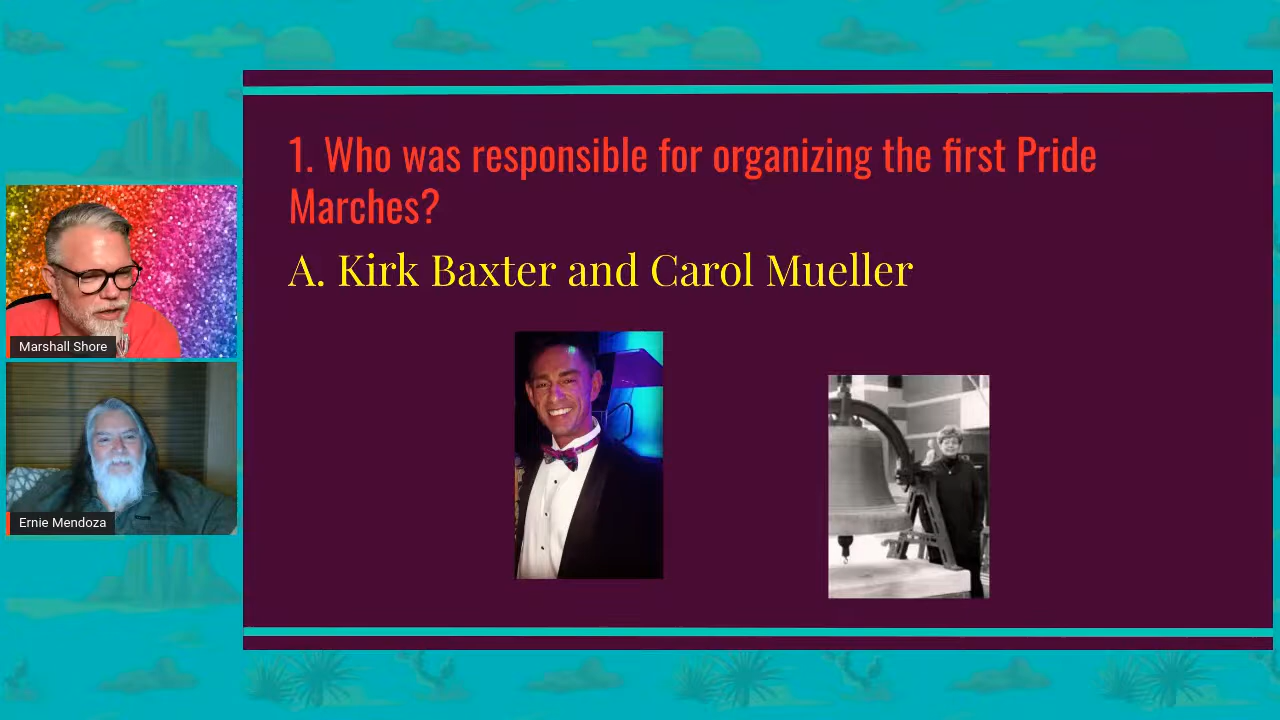 1. Who was responsible for organizing the first Pride
Marches?
A. Kirk Baxter and Carol Mueller
Marshall Shore
Ernie Mendoza